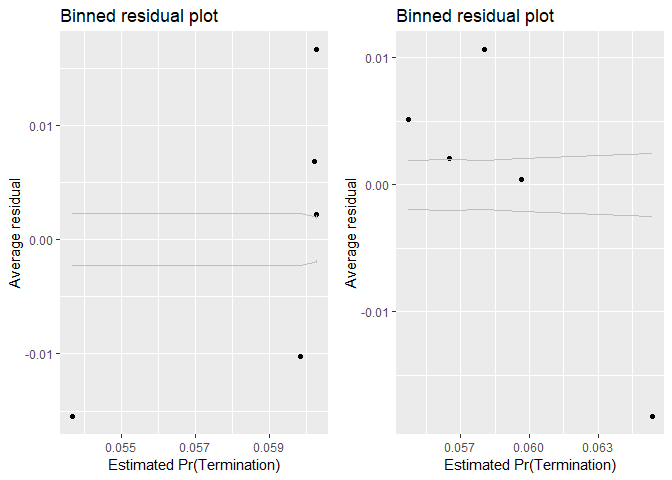 Binned residual plot
Average residual
0.01
0.00
-0.01
0.055
0.057
0.059
Estimated Pr(Termination)
Binned residual plot
Average residual
0.01
0.00
-0.01
0.057
0.060
0.063
Estimated Pr(Termination)